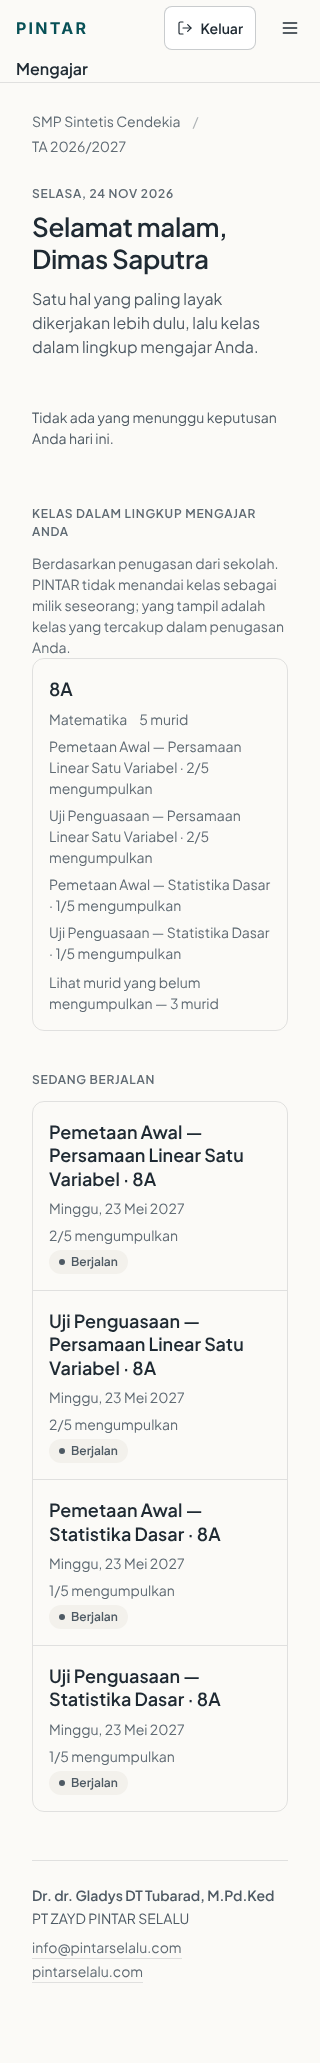 PINTAR
Keluar
Mengajar
SMP Sintetis Cendekia /
TA 2026/2027
SELASA, 24 NOV 2026
Selamat malam,
Dimas Saputra
Satu hal yang paling layak
dikerjakan lebih dulu, lalu kelas
dalam lingkup mengajar Anda.
Tidak ada yang menunggu keputusan
Anda hari ini.
KELAS DALAM LINGKUP MENGAJAR
ANDA
Berdasarkan penugasan dari sekolah.
PINTAR tidak menandai kelas sebagai
milik seseorang; yang tampil adalah
kelas yang tercakup dalam penugasan
Anda.
8A
Matematika 5 murid
Pemetaan Awal — Persamaan
Linear Satu Variabel · 2/5
mengumpulkan
Uji Penguasaan — Persamaan
Linear Satu Variabel · 2/5
mengumpulkan
Pemetaan Awal — Statistika Dasar
· 1/5 mengumpulkan
Uji Penguasaan — Statistika Dasar
· 1/5 mengumpulkan
Lihat murid yang belum
mengumpulkan — 3 murid
SEDANG BERJALAN
Pemetaan Awal —
Persamaan Linear Satu
Variabel · 8A
Minggu, 23 Mei 2027
2/5 mengumpulkan
Berjalan
Uji Penguasaan —
Persamaan Linear Satu
Variabel · 8A
Minggu, 23 Mei 2027
2/5 mengumpulkan
Berjalan
Pemetaan Awal —
Statistika Dasar · 8A
Minggu, 23 Mei 2027
1/5 mengumpulkan
Berjalan
Uji Penguasaan —
Statistika Dasar · 8A
Minggu, 23 Mei 2027
1/5 mengumpulkan
Berjalan
Dr. dr. Gladys DT Tubarad, M.Pd.Ked
PT ZAYD PINTAR SELALU
info@pintarselalu.com
pintarselalu.com